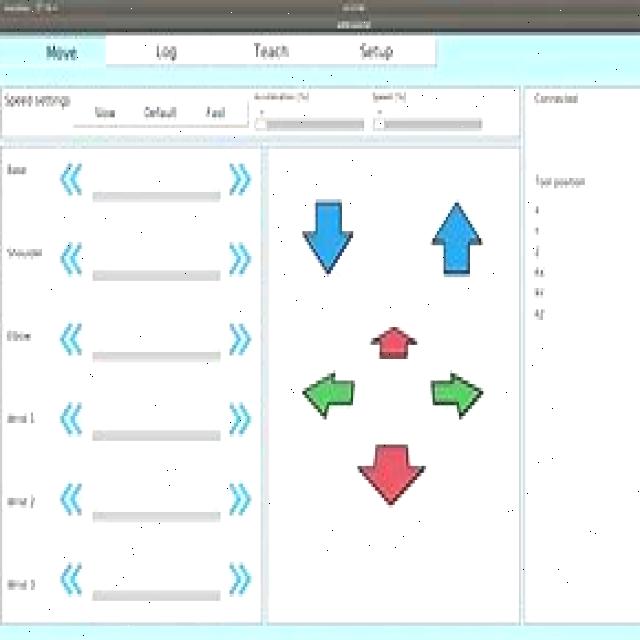 Move Log Teach Setup
Speed settings
Slow Default Fast
Acceleration [%] Speed [%]
Connected
Base
Tool position
X
Y
Z
Shoulder
Rx
RY
RZ
Elbow
Wrist 1
Wrist 2
Wrist 3